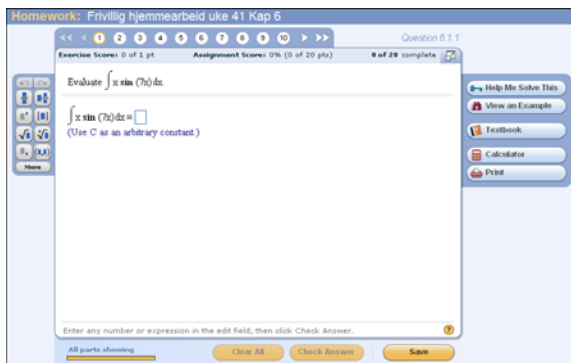 Homework: Frivillig hjemmearbeid uke 41 Kap 6
<< < 1 2 3 4 5 6 7 8 9 10 > >> Question 6.1.1
Exercise Score: 0 of 1 pt Assignment Score: 0% (0 of 20 pts) 0 of 20 complete
Evaluate ∫x sin (7x)dx
∫x sin (7x)dx=
(Use C as an arbitrary constant.)
More
Help Me Solve This
View an Example
Textbook
Calculator
Print
Enter any number or expression in the edit field, then click Check Answer.
All parts showing Clear All Check Answer Save